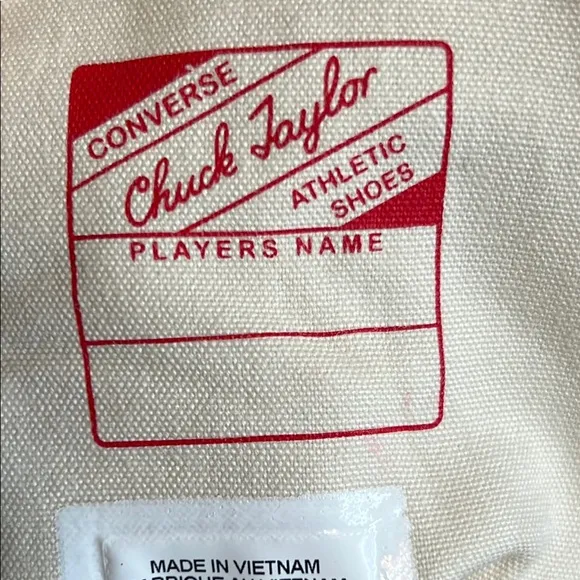 CONVERSE
Chuck Taylor
ATHLETIC
SHOES
PLAYERS NAME
MADE IN VIETNAM